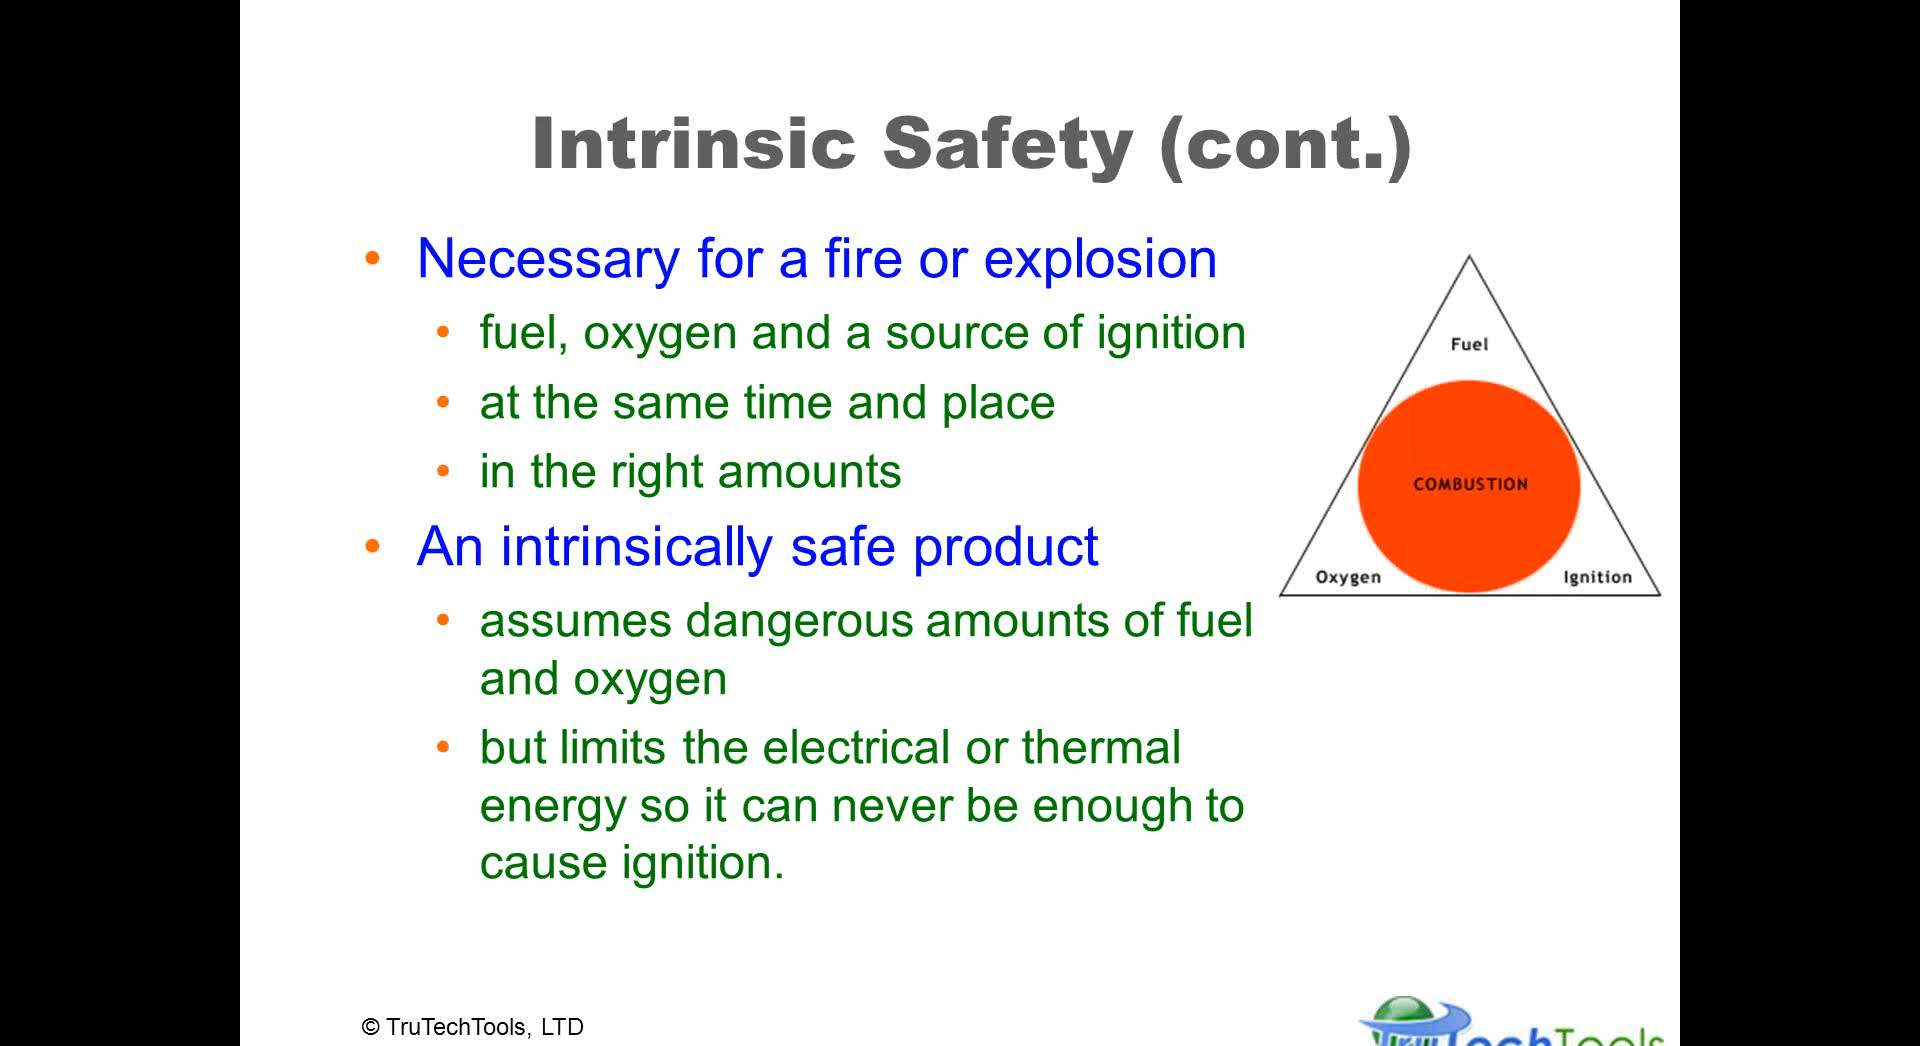 Intrinsic Safety (cont.)
• Necessary for a fire or explosion
• fuel, oxygen and a source of ignition
• at the same time and place
• in the right amounts
• An intrinsically safe product
• assumes dangerous amounts of fuel
and oxygen
• but limits the electrical or thermal
energy so it can never be enough to
cause ignition.
Fuel
COMBUSTION
Oxygen
Ignition
© TruTechTools, LTD
TruTechTools